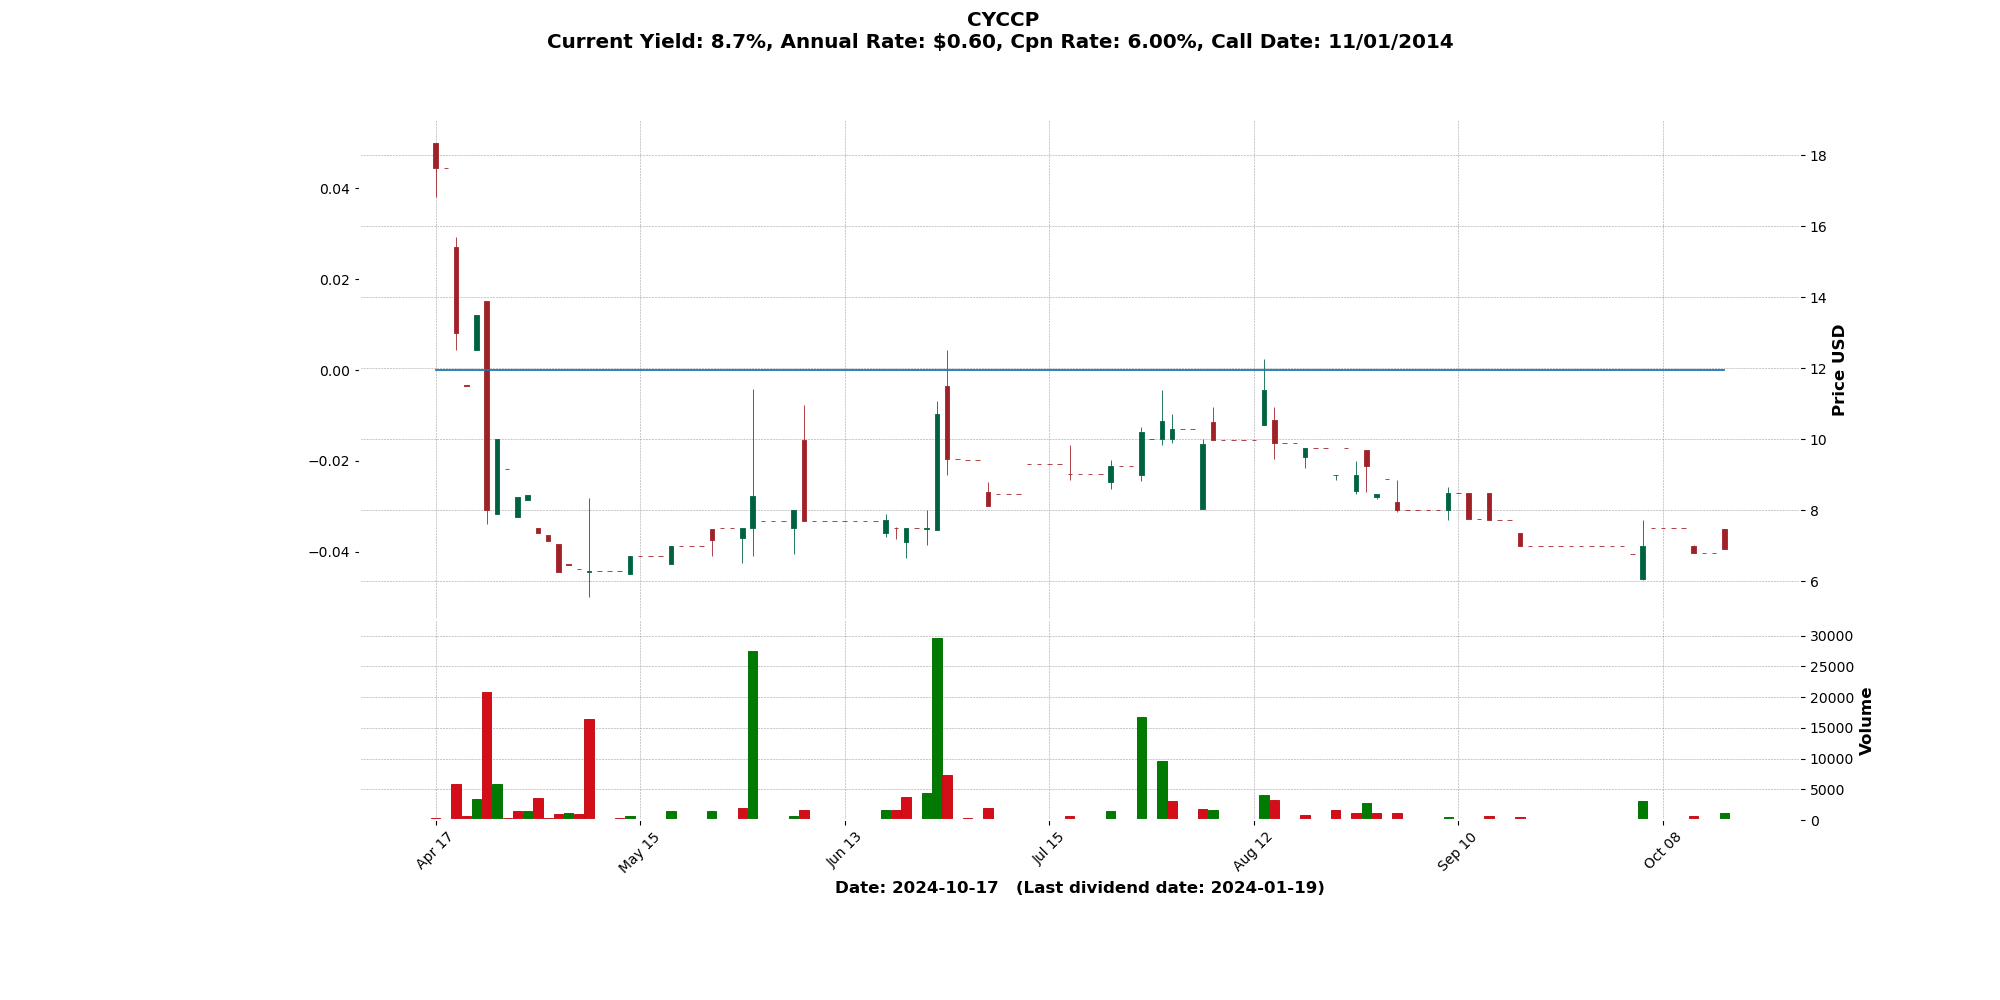 CYCCP
Current Yield: 8.7%, Annual Rate: $0.60, Cpn Rate: 6.00%, Call Date: 11/01/2014
0.04
0.02
0.00
−0.02
−0.04
18
16
14
12
10
8
6
Price USD
30000
25000
20000
15000
10000
5000
0
Volume
Apr 17
May 15
Jun 13
Jul 15
Aug 12
Sep 10
Oct 08
Date: 2024-10-17 (Last dividend date: 2024-01-19)